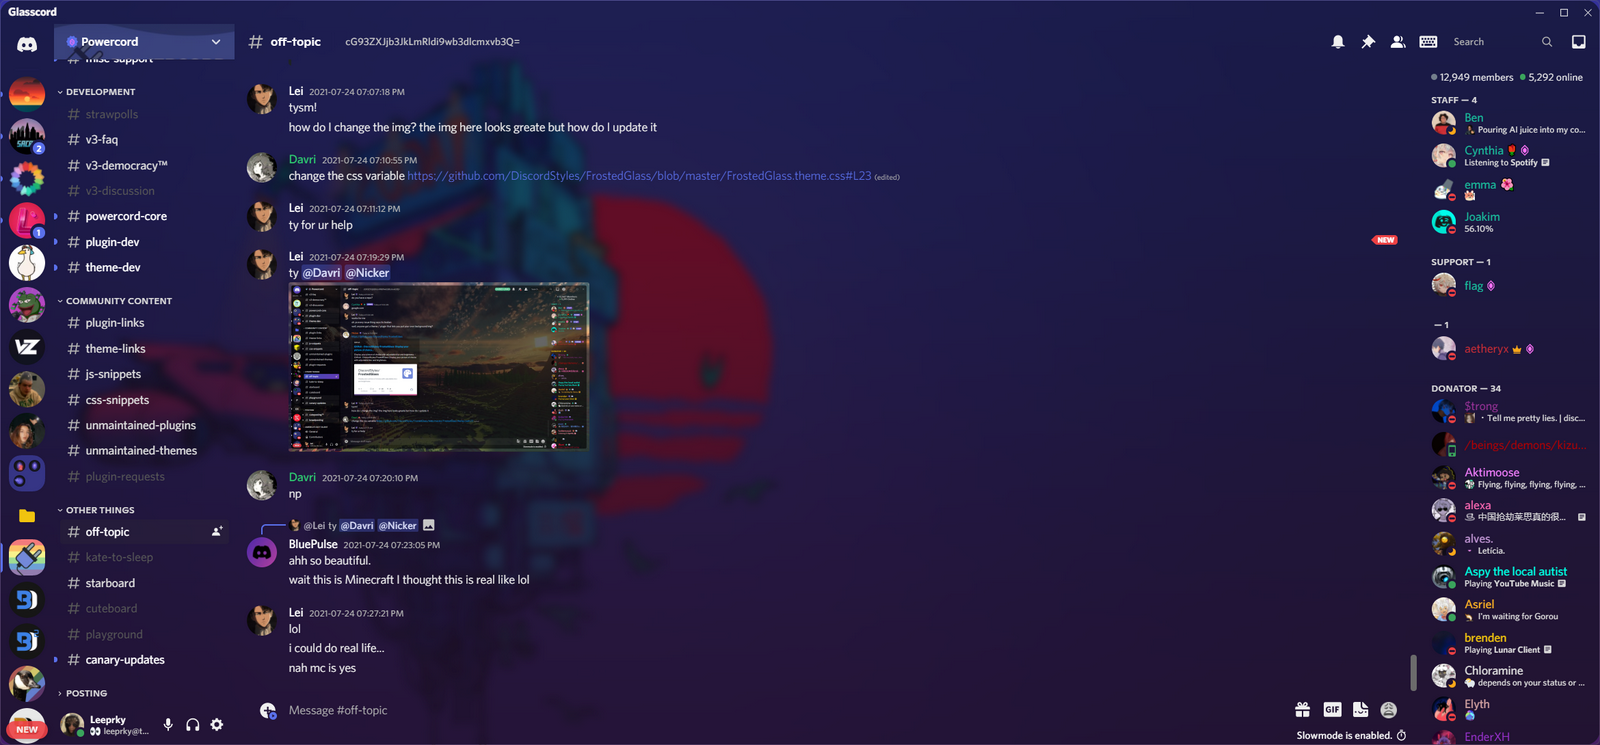 Glasscord
Powercord
# off-topic
cG93ZXJjb3JkLmRldi9wb3dlcmxvb3Q=
Search
misc-support
DEVELOPMENT
# strawpolls
# v3-faq
# v3-democracy™
# v3-discussion
# powercord-core
# plugin-dev
# theme-dev
COMMUNITY CONTENT
# plugin-links
# theme-links
# js-snippets
# css-snippets
# unmaintained-plugins
# unmaintained-themes
# plugin-requests
OTHER THINGS
# off-topic
# kate-to-sleep
# starboard
# cuteboard
# playground
# canary-updates
POSTING
SACF
2
1
VZ
NEW
Leeprky
leeprky@t...
Lei 2021-07-24 07:07:18 PM
tysm!
how do I change the img? the img here looks greate but how do I update it
Davri 2021-07-24 07:10:55 PM
change the css variable https://github.com/DiscordStyles/FrostedGlass/blob/master/FrostedGlass.theme.css#L23 (edited)
Lei 2021-07-24 07:11:12 PM
ty for ur help
NEW
Lei 2021-07-24 07:19:29 PM
ty @Davri @Nicker
Davri 2021-07-24 07:20:10 PM
np
@Lei ty @Davri @Nicker
BluePulse 2021-07-24 07:23:05 PM
ahh so beautiful.
wait this is Minecraft I thought this is real like lol
Lei 2021-07-24 07:27:21 PM
lol
i could do real life...
nah mc is yes
Message #off-topic
GIF
Slowmode is enabled.
12,949 members 5,292 online
STAFF — 4
Ben
Pouring AI juice into my co...
Cynthia
Listening to Spotify
emma
Joakim
56.10%
SUPPORT — 1
flag
— 1
aetheryx
DONATOR — 34
$trong
Tell me pretty lies. | disc...
/beings/demons/kizu...
Aktimoose
Flying, flying, flying, flying, ...
alexa
中国抢劫莱思真的很...
alves.
Letícia.
Aspy the local autist
Playing YouTube Music
Asriel
I'm waiting for Gorou
brenden
Playing Lunar Client
Chloramine
depends on your status or ...
Elyth
EnderXH